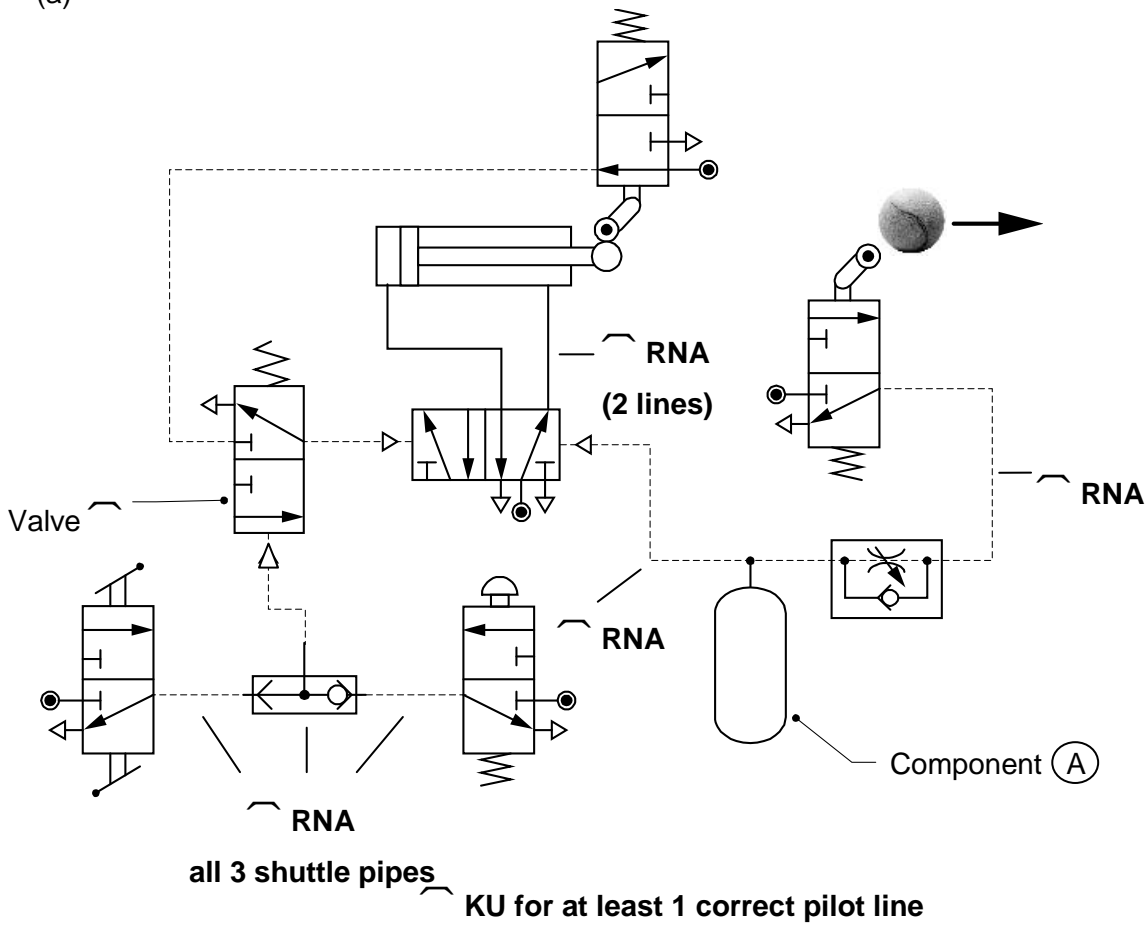 (a)
RNA
(2 lines)
RNA
Valve
RNA
Component A
RNA
all 3 shuttle pipes
KU for at least 1 correct pilot line